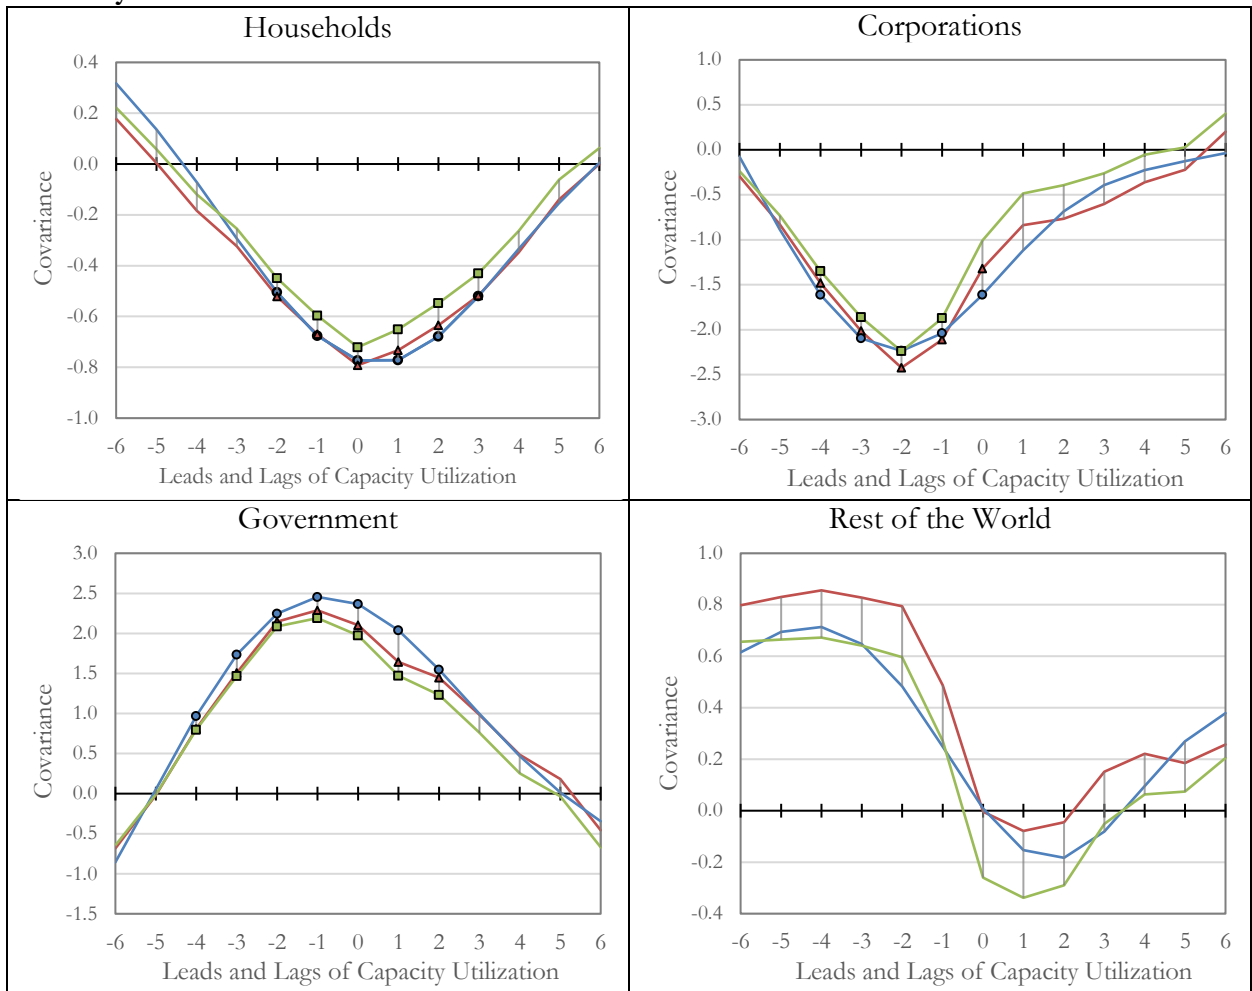 Households
0.4
0.2
0.0
-0.2
-0.4
-0.6
-0.8
-1.0
Covariance
-6 -5 -4 -3 -2 -1 0 1 2 3 4 5 6
Leads and Lags of Capacity Utilization
Corporations
1.0
0.5
0.0
-0.5
-1.0
-1.5
-2.0
-2.5
-3.0
Covariance
-6 -5 -4 -3 -2 -1 0 1 2 3 4 5 6
Leads and Lags of Capacity Utilization
Government
3.0
2.5
2.0
1.5
1.0
0.5
0.0
-0.5
-1.0
-1.5
Covariance
-6 -5 -4 -3 -2 -1 0 1 2 3 4 5 6
Leads and Lags of Capacity Utilization
Rest of the World
1.0
0.8
0.6
0.4
0.2
0.0
-0.2
-0.4
Covariance
-6 -5 -4 -3 -2 -1 0 1 2 3 4 5 6
Leads and Lags of Capacity Utilization